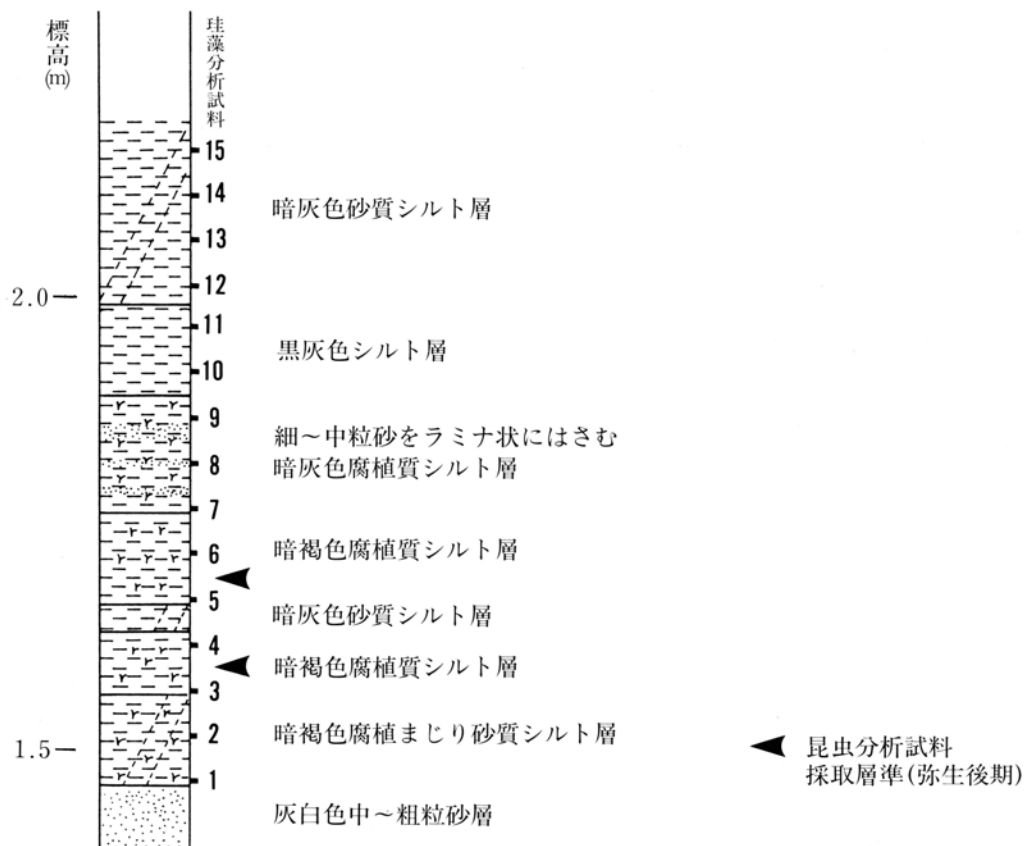 標高
(m)
珪藻分析試料
15
14
暗灰色砂質シルト層
13
12
2.0
11
黒灰色シルト層
10
9
細～中粒砂をラミナ状にはさむ
8
暗灰色腐植質シルト層
7
6
暗褐色腐植質シルト層
5
暗灰色砂質シルト層
4
暗褐色腐植質シルト層
3
2
暗褐色腐植まじり砂質シルト層
1.5
昆虫分析試料
採取層準(弥生後期)
1
灰白色中～粗粒砂層